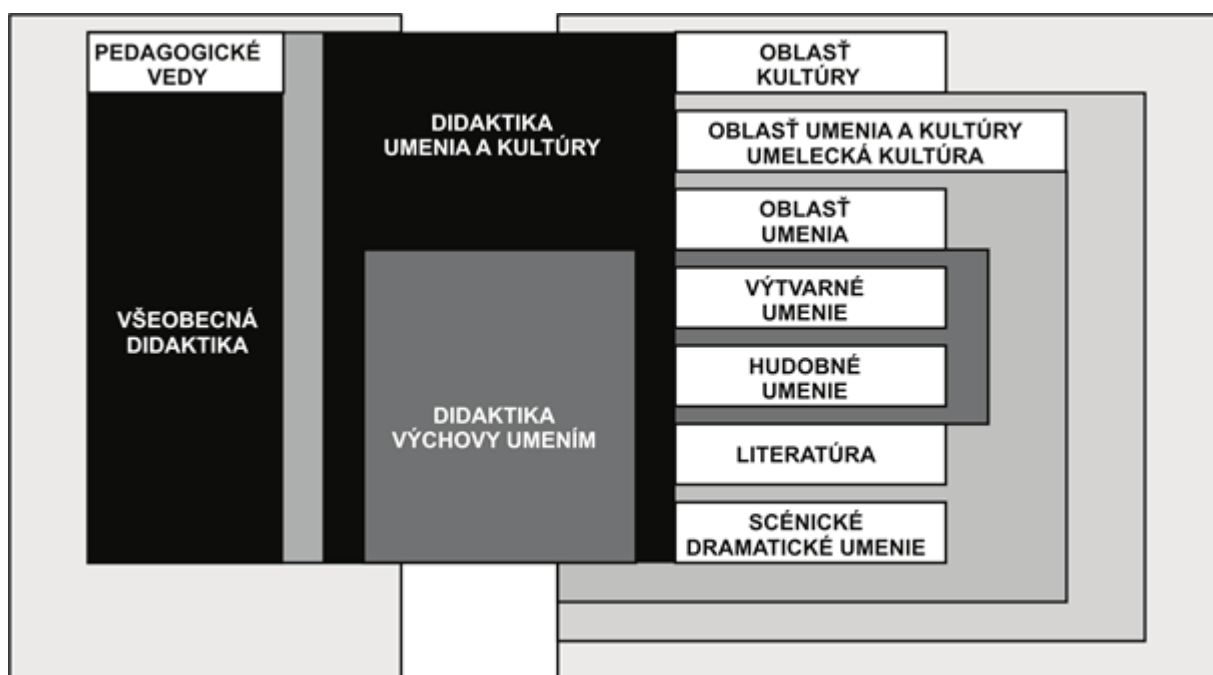 PEDAGOGICKÉ
VEDY
VŠEOBECNÁ
DIDAKTIKA
DIDAKTIKA
UMENIA A KULTÚRY
DIDAKTIKA
VÝCHOVY UMENÍM
OBLASŤ
KULTÚRY
OBLASŤ UMENIA A KULTÚRY
UMELECKÁ KULTÚRA
OBLASŤ
UMENIA
VÝTVARNÉ
UMENIE
HUDOBNÉ
UMENIE
LITERATÚRA
SCÉNICKÉ
DRAMATICKÉ UMENIE